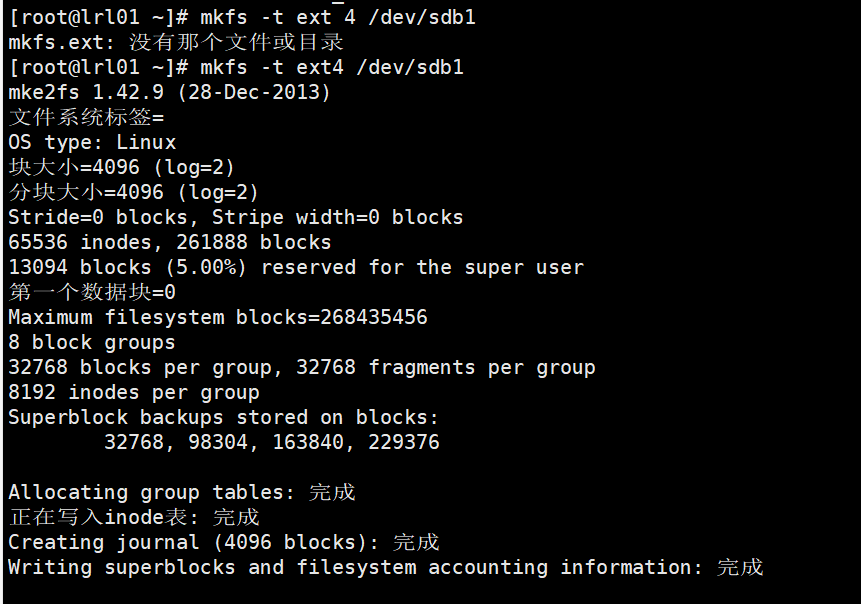 [root@lrl01 ~]# mkfs -t ext 4 /dev/sdb1
mkfs.ext: 没有那个文件或目录
[root@lrl01 ~]# mkfs -t ext4 /dev/sdb1
mke2fs 1.42.9 (28-Dec-2013)
文件系统标签=
OS type: Linux
块大小=4096 (log=2)
分块大小=4096 (log=2)
Stride=0 blocks, Stripe width=0 blocks
65536 inodes, 261888 blocks
13094 blocks (5.00%) reserved for the super user
第一个数据块=0
Maximum filesystem blocks=268435456
8 block groups
32768 blocks per group, 32768 fragments per group
8192 inodes per group
Superblock backups stored on blocks:
	32768, 98304, 163840, 229376

Allocating group tables: 完成
正在写入inode表: 完成
Creating journal (4096 blocks): 完成
Writing superblocks and filesystem accounting information: 完成